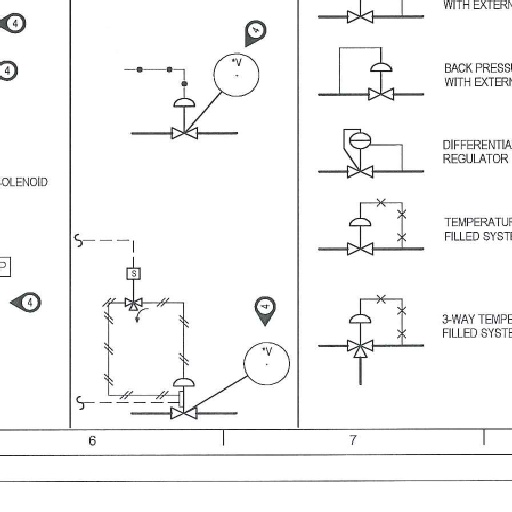 WITH EXTERN
4
4
4
*V
BACK PRESSU
WITH EXTERN
DIFFERENTIA
REGULATOR
OLENOID
TEMPERATUR
FILLED SYSTE
S
P
4
4
*V
3-WAY TEMPE
FILLED SYSTE
6
7